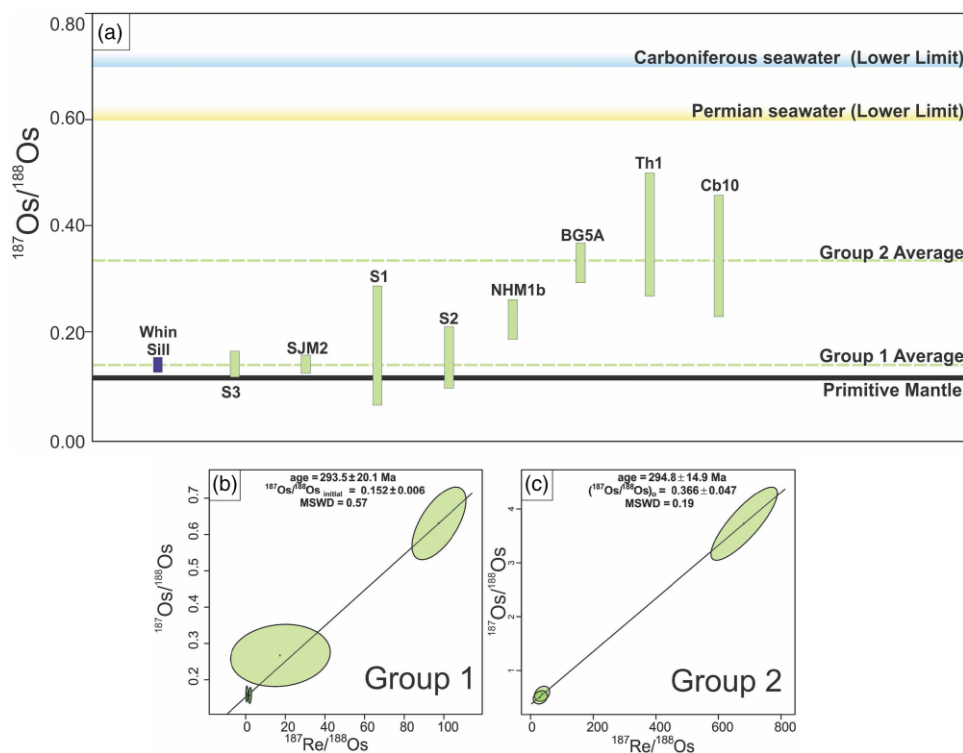 (a)
0.80
0.60
0.40
0.20
0.00
187Os/188Os
Carboniferous seawater (Lower Limit)
Permian seawater (Lower Limit)
Th1
Cb10
BG5A
Group 2 Average
S1
NHM1b
S2
Whin
Sill
SJM2
Group 1 Average
S3
Primitive Mantle
(b)
age = 293.5 ± 20.1 Ma
187Os/188Os initial = 0.152 ± 0.006
MSWD = 0.57
0.7
0.6
0.5
0.4
0.3
0.2
187Os/188Os
Group 1
0 20 40 60 80 100
187Re/188Os
(c)
age = 294.8 ± 14.9 Ma
(187Os/188Os)o = 0.366 ± 0.047
MSWD = 0.19
4
3
1
187Os/188Os
Group 2
0 200 400 600 800
187Re/188Os